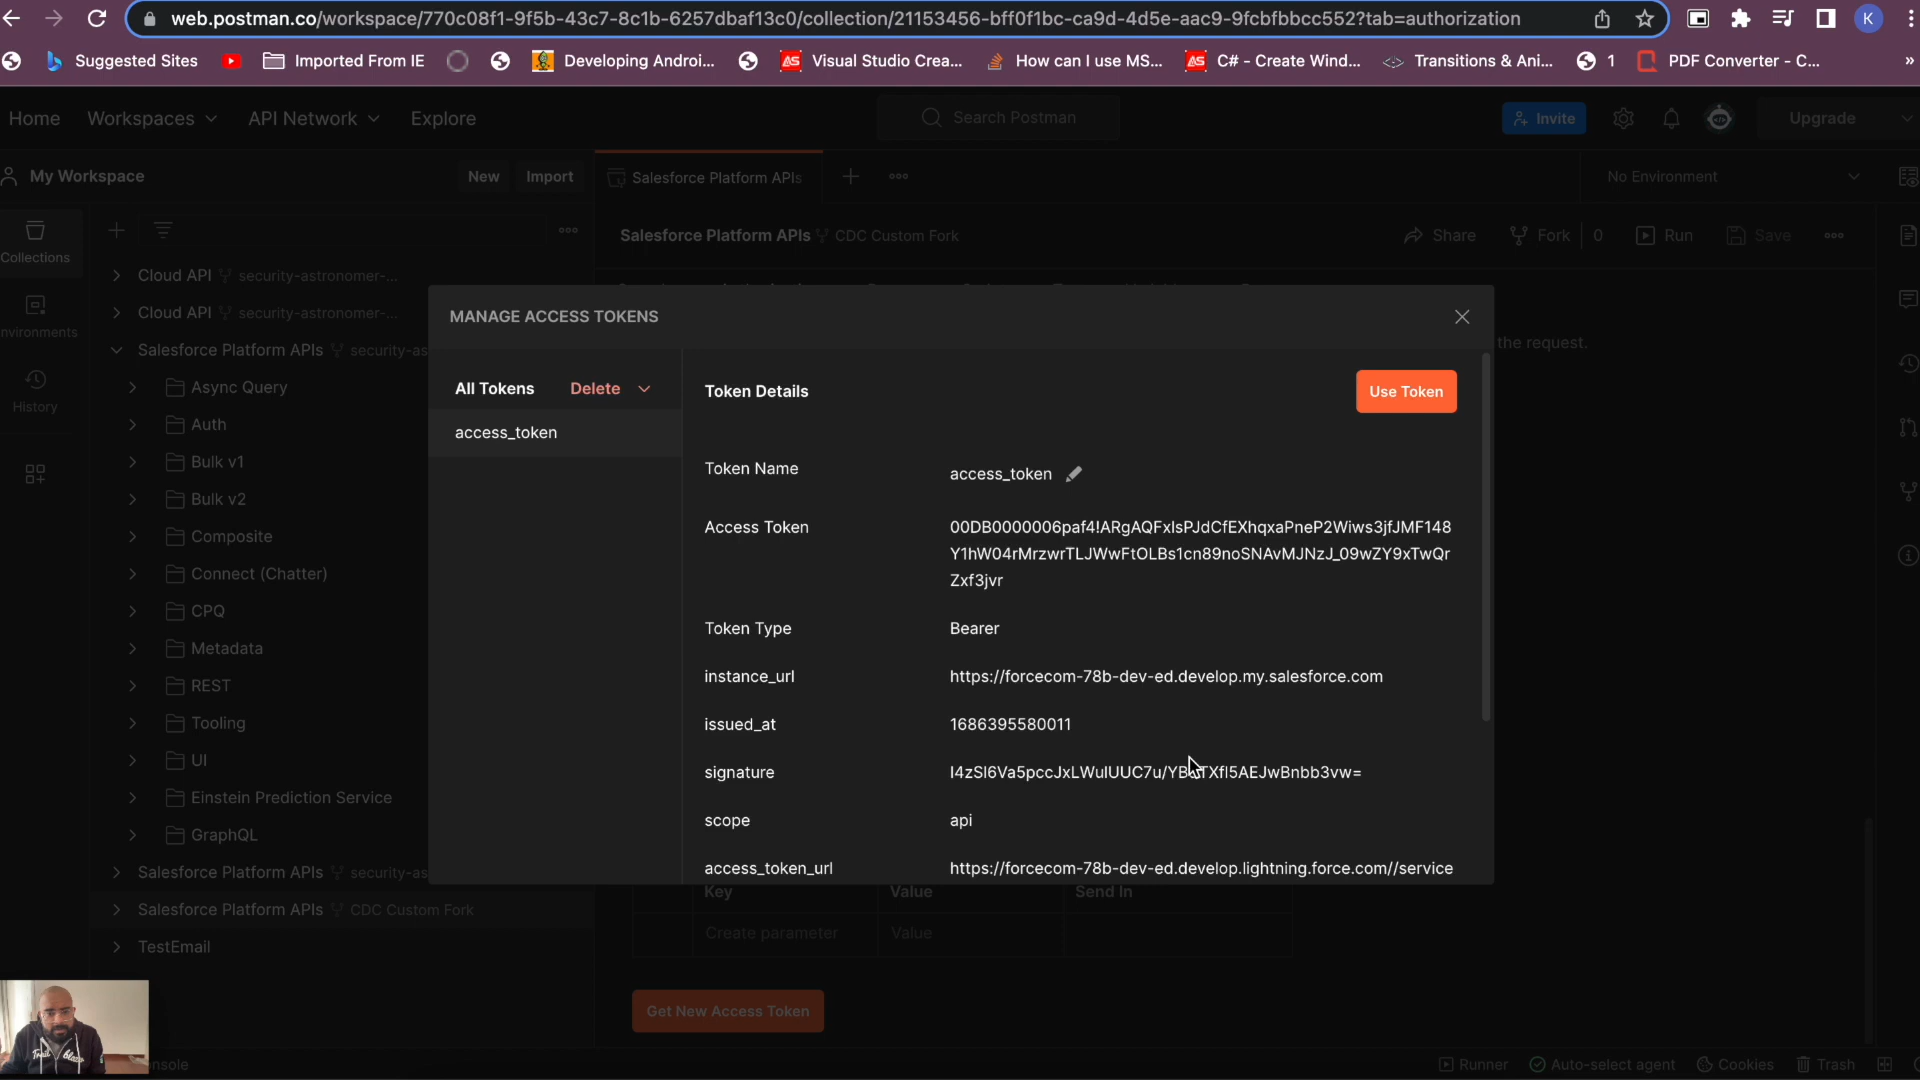 web.postman.co/workspace/770c08f1-9f5b-43c7-8c1b-6257dbaf13c0/collection/21153456-bff0f1bc-ca9d-4d5e-aac9-9fcbfbbcc552?tab=authorization
K
Suggested Sites
Imported From IE
Developing Androi...
Visual Studio Crea...
How can I use MS...
C# - Create Wind...
Transitions & Ani...
1
PDF Converter - C...
»
Home
Workspaces
API Network
Explore
Search Postman
Invite
Upgrade
My Workspace
New
Import
Salesforce Platform APIs
No Environment
Collections
Salesforce Platform APIs
CDC Custom Fork
Share
Fork
0
Run
Save
Cloud API
security-astronomer-...
Cloud API
security-astronomer-...
nvironments
Salesforce Platform APIs
security-as
the request.
History
Async Query
Auth
Bulk v1
Bulk v2
Composite
Connect (Chatter)
CPQ
Metadata
REST
Tooling
UI
Einstein Prediction Service
GraphQL
Salesforce Platform APIs
security-as
Salesforce Platform APIs
CDC Custom Fork
TestEmail
MANAGE ACCESS TOKENS
All Tokens
Delete
access_token
Token Details
Use Token
Token Name
access_token
Access Token
00DB0000006paf4!ARgAQFxlsPJdCfEXhqxaPneP2Wiws3jfJMF148
Y1hW04rMrzwrTLJWwFtOLBs1cn89noSNAvMJNzJ_09wZY9xTwQr
Zxf3jvr
Token Type
Bearer
instance_url
https://forcecom-78b-dev-ed.develop.my.salesforce.com
issued_at
1686395580011
signature
scope
api
access_token_url
https://forcecom-78b-dev-ed.develop.lightning.force.com//service
Key
Value
Send In
Create parameter
Value
Get New Access Token
nsole
Runner
Auto-select agent
Cookies
Trash